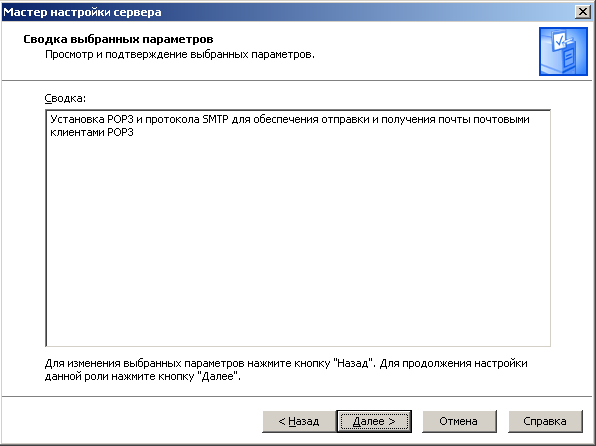 Мастер настройки сервера
Сводка выбранных параметров
Просмотр и подтверждение выбранных параметров.
Сводка:
Установка POP3 и протокола SMTP для обеспечения отправки и получения почты почтовыми
клиентами POP3
Для изменения выбранных параметров нажмите кнопку "Назад". Для продолжения настройки
данной роли нажмите кнопку "Далее".
< Назад Далее > Отмена Справка